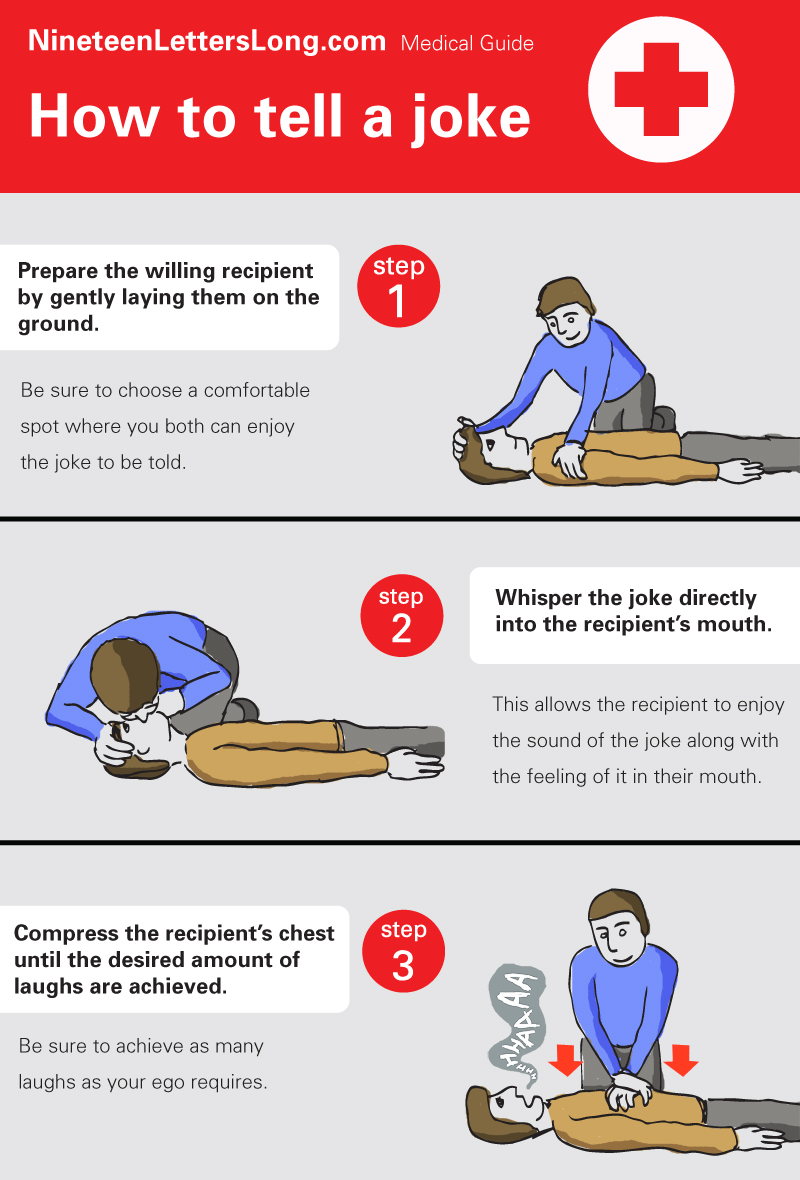 NineteenLettersLong.com Medical Guide
How to tell a joke
Prepare the willing recipient
by gently laying them on the
ground.
step
1
Be sure to choose a comfortable
spot where you both can enjoy
the joke to be told.
step
2
Whisper the joke directly
into the recipient’s mouth.
This allows the recipient to enjoy
the sound of the joke along with
the feeling of it in their mouth.
Compress the recipient’s chest
until the desired amount of
laughs are achieved.
step
3
Be sure to achieve as many
laughs as your ego requires.